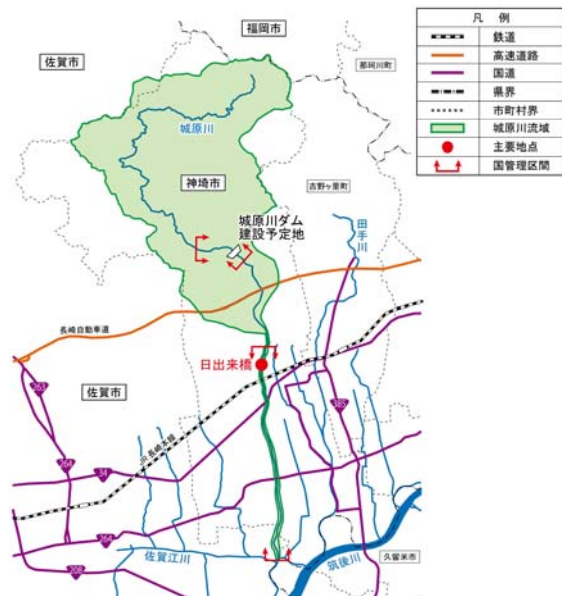 凡 例
鉄道
高速道路
国道
県界
市町村界
城原川流域
主要地点
国管理区間
福岡市
佐賀市
那珂川町
城原川
神埼市
吉野ヶ里町
城原川ダム
建設予定地
田手川
長崎自動車道
日出来橋
佐賀市
263
385
JR長崎本線
264
34
264
佐賀江川
筑後川
久留米市
208